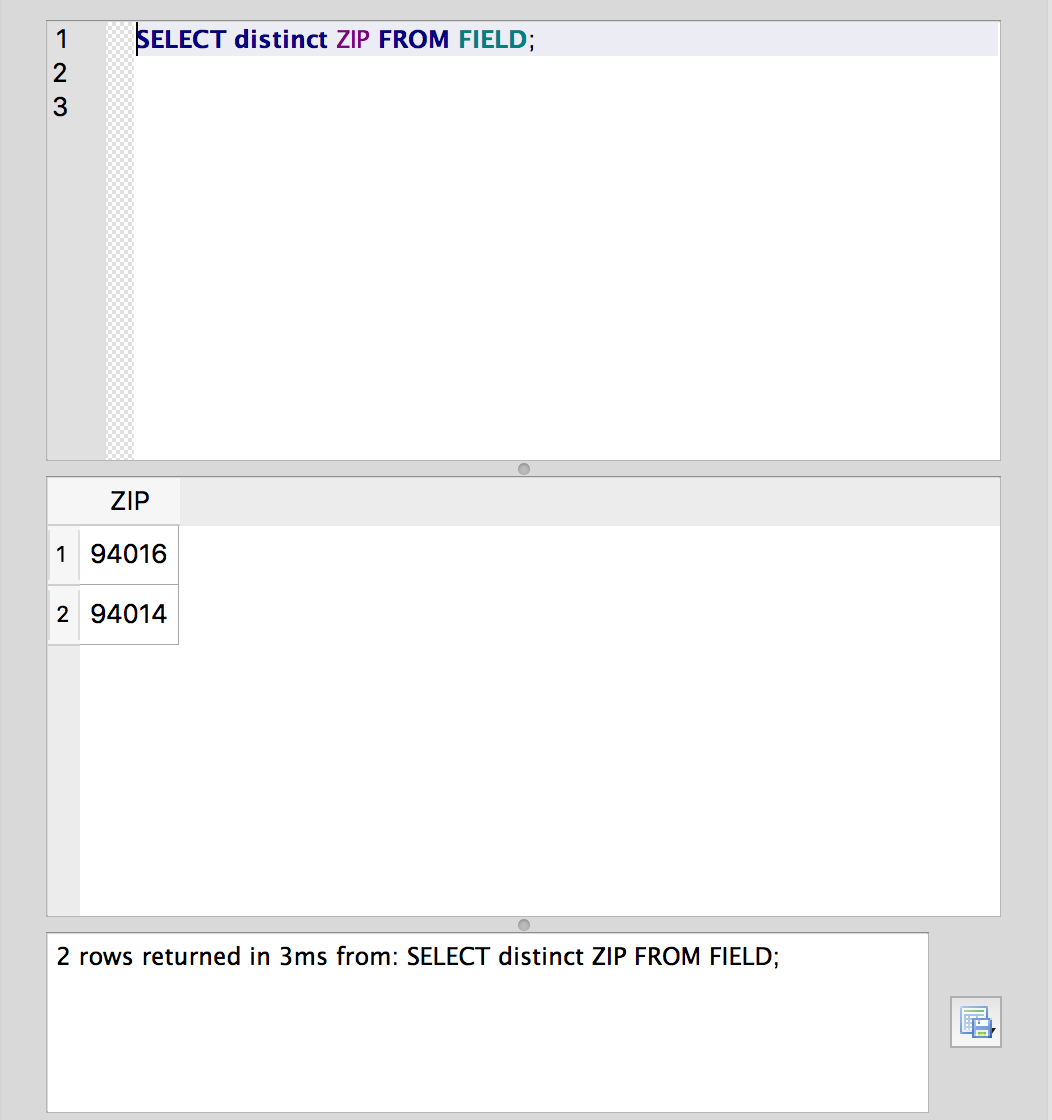 1 SELECT distinct ZIP FROM FIELD;
2
3
ZIP
1 94016
2 94014
2 rows returned in 3ms from: SELECT distinct ZIP FROM FIELD;